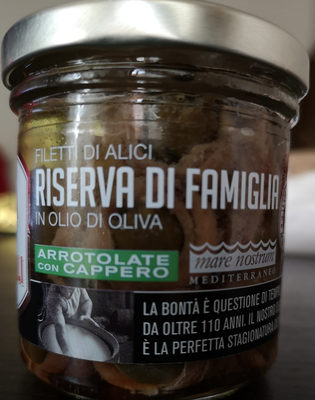 FILETTI DI ALICI
RISERVA DI FAMIGLIA
IN OLIO DI OLIVA
ARROTOLATE
CON CAPPERO
mare nostrum
MEDITERRANEO
LA BONTÀ È QUESTIONE DI
DA OLTRE 110 ANNI. IL NOSTRO
È LA PERFETTA STAGIONATURA